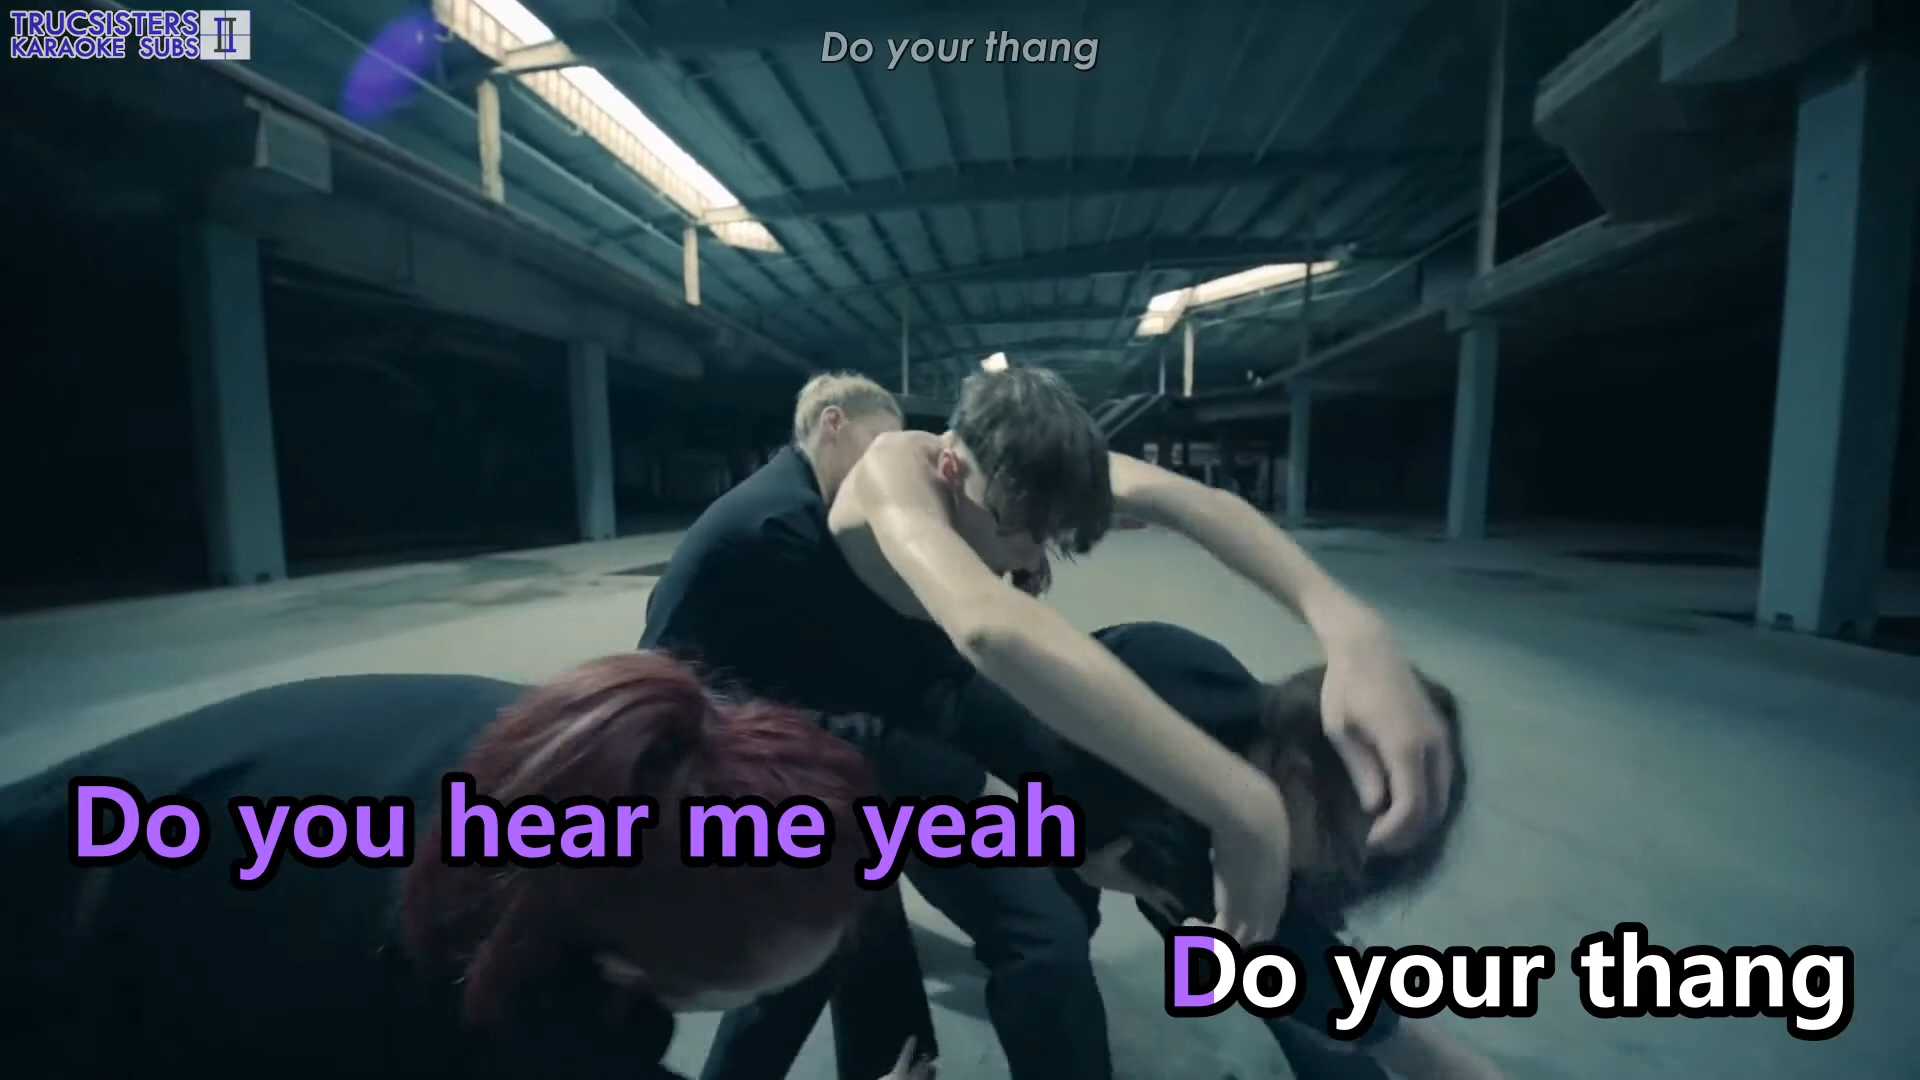 TRUCSISTERS
KARAOKE SUBS II
Do your thang
Do you hear me yeah
Do your thang